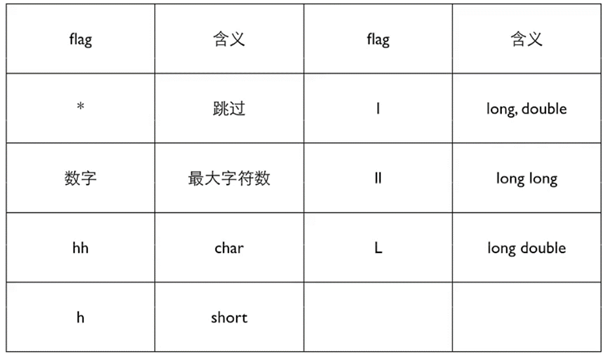 flag 含义 flag 含义
* 跳过 l long, double
数字 最大字符数 ll long long
hh char L long double
h short